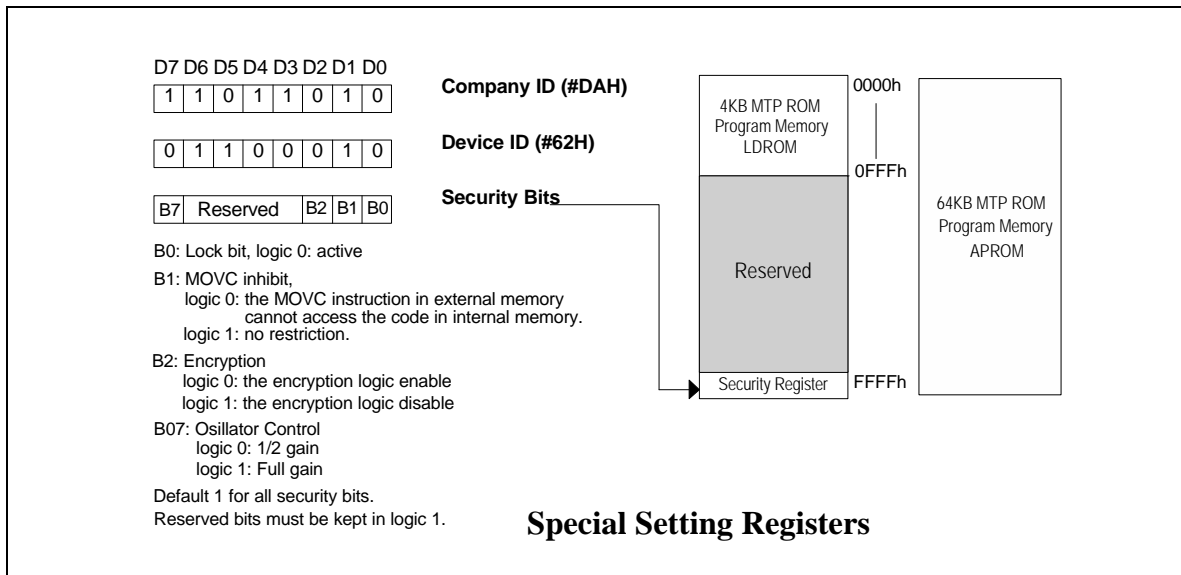 D7 D6 D5 D4 D3 D2 D1 D0
1 1 0 1 1 0 1 0
Company ID (#DAH)
0 1 1 0 0 0 1 0
Device ID (#62H)
B7 Reserved B2 B1 B0
Security Bits
B0: Lock bit, logic 0: active
B1: MOVC inhibit,
logic 0: the MOVC instruction in external memory
cannot access the code in internal memory.
logic 1: no restriction.
B2: Encryption
logic 0: the encryption logic enable
logic 1: the encryption logic disable
B07: Osillator Control
logic 0: 1/2 gain
logic 1: Full gain
Default 1 for all security bits.
Reserved bits must be kept in logic 1.
4KB MTP ROM
Program Memory
LDROM
0000h
0FFFh
Reserved
Security Register
FFFFh
64KB MTP ROM
Program Memory
APROM
Special Setting Registers